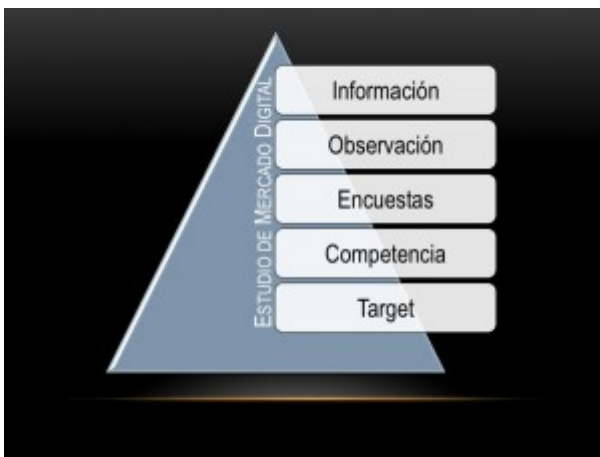 ESTUDIO DE MERCADO DIGITAL
Información
Observación
Encuestas
Competencia
Target